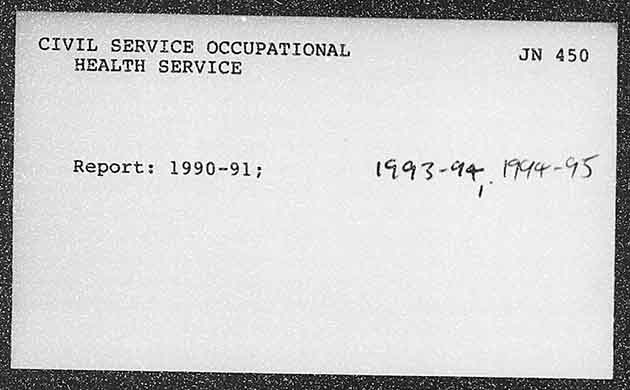 CIVIL SERVICE OCCUPATIONAL JN 450
HEALTH SERVICE
Report: 1990-91; 1993-94, 1994-95